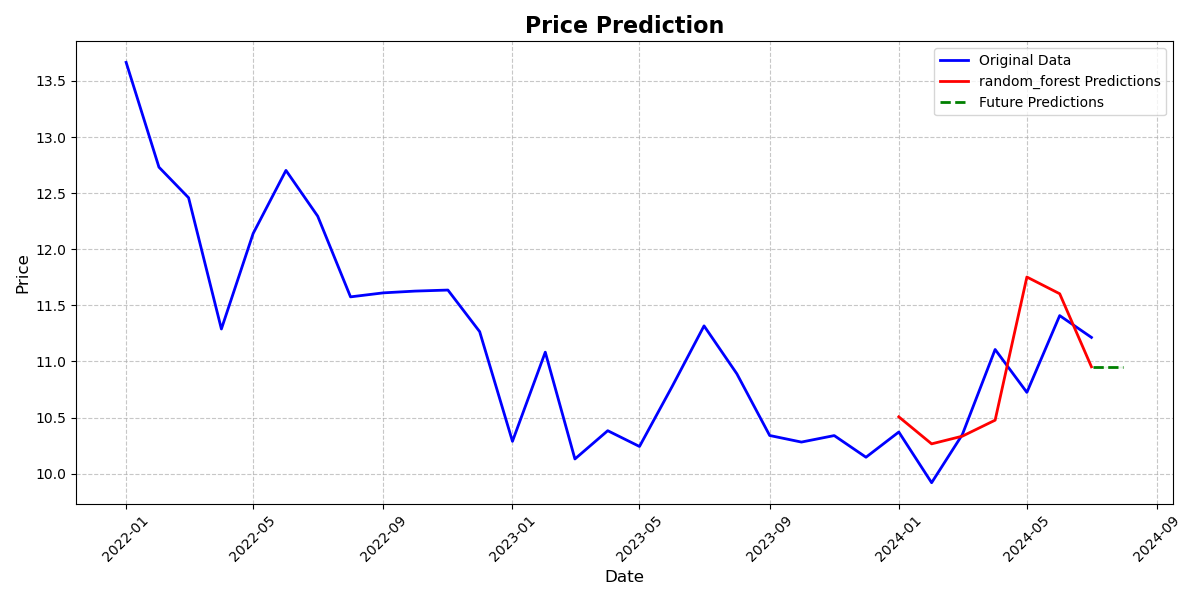 Price Prediction
Original Data
random_forest Predictions
Future Predictions
Price
13.5
13.0
12.5
12.0
11.5
11.0
10.5
10.0
2022-01
2022-05
2022-09
2023-01
2023-05
2023-09
2024-01
2024-05
2024-09
Date